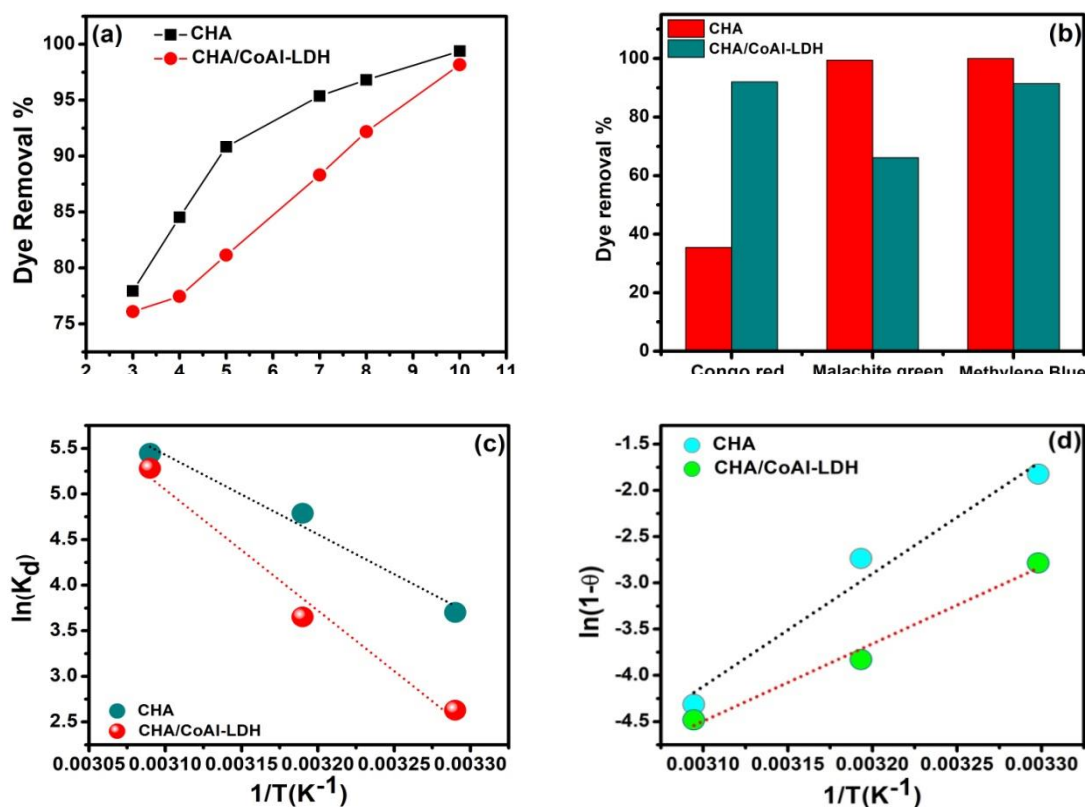 (a)
CHA
CHA/CoAl-LDH
Dye Removal %
100
95
90
85
80
75
2 3 4 5 6 7 8 9 10 11
(b)
CHA
CHA/CoAl-LDH
Dye removal %
100
80
60
40
20
0
Congo red Malachite green Methylene Blue
(c)
ln(Kd)
5.5
5.0
4.5
4.0
3.5
3.0
2.5
CHA
CHA/CoAl-LDH
0.00305 0.00310 0.00315 0.00320 0.00325 0.00330
1/T(K-1)
(d)
CHA
CHA/CoAl-LDH
ln(1-θ)
-1.5
-2.0
-2.5
-3.0
-3.5
-4.0
-4.5
0.00310 0.00315 0.00320 0.00325 0.00330
1/T(K-1)